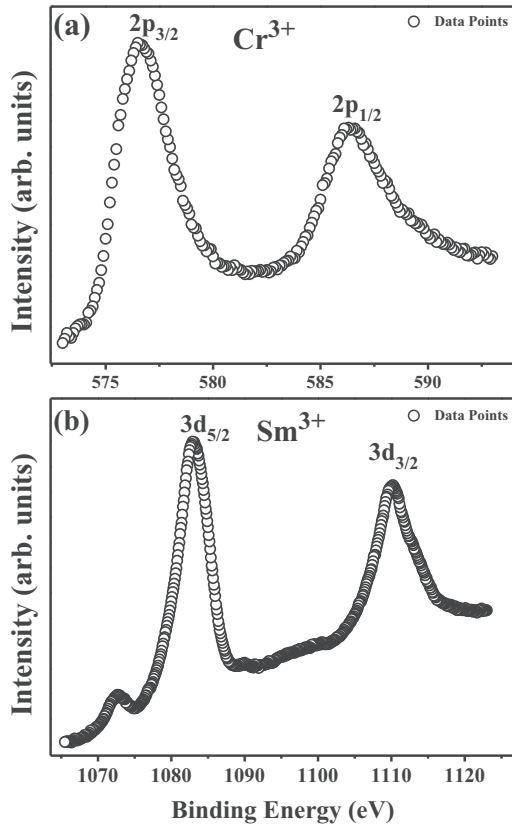 (a) 2p3/2 Cr3+ ○ Data Points
2p1/2
Intensity (arb. units)
575 580 585 590
(b) 3d5/2 Sm3+ ○ Data Points
3d3/2
Intensity (arb. units)
1070 1080 1090 1100 1110 1120
Binding Energy (eV)